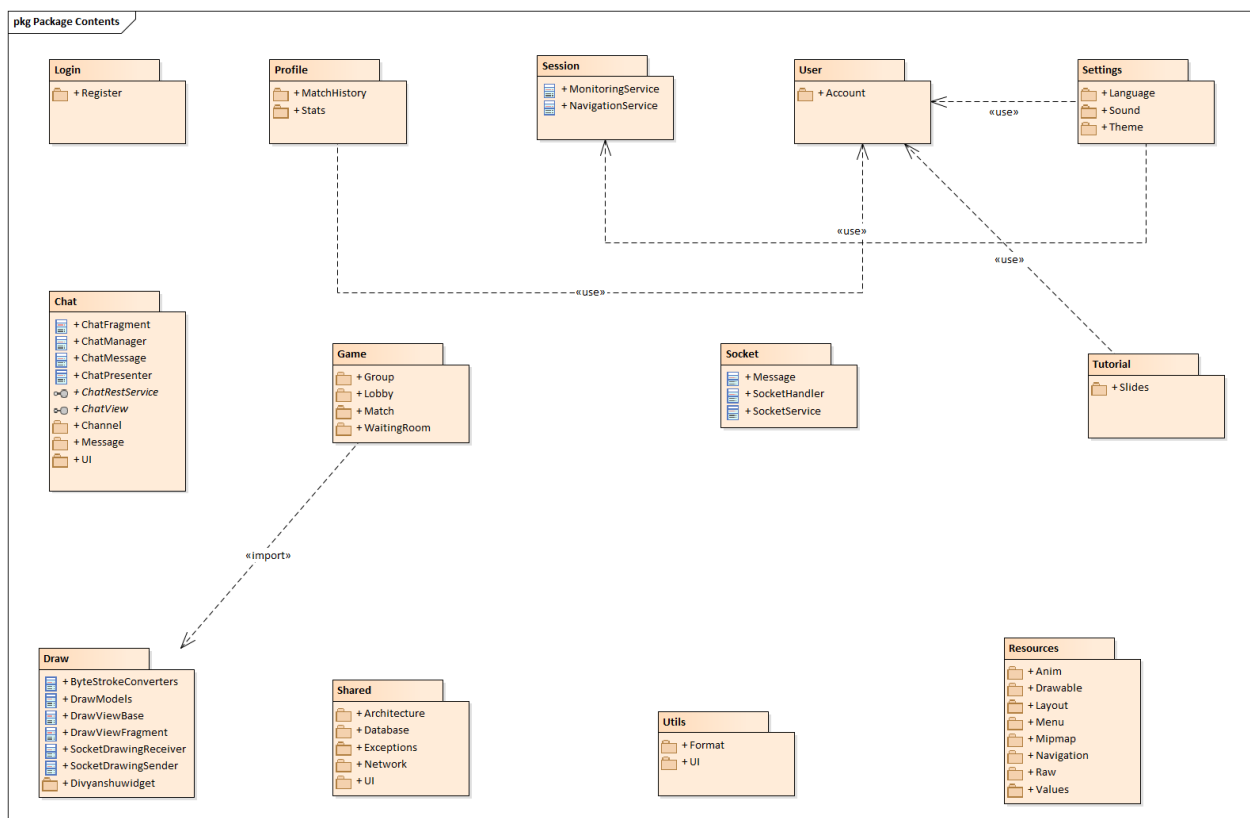 pkg Package Contents
Login
+ Register
Profile
+ MatchHistory
+ Stats
Session
+ MonitoringService
+ NavigationService
User
+ Account
Settings
+ Language
+ Sound
+ Theme
«use»
«use»
«use»
«use»
Chat
+ ChatFragment
+ ChatManager
+ ChatMessage
+ ChatPresenter
+ ChatRestService
+ ChatView
+ Channel
+ Message
+ UI
Game
+ Group
+ Lobby
+ Match
+ WaitingRoom
Socket
+ Message
+ SocketHandler
+ SocketService
Tutorial
+ Slides
«import»
Draw
+ ByteStrokeConverters
+ DrawModels
+ DrawViewBase
+ DrawViewFragment
+ SocketDrawingReceiver
+ SocketDrawingSender
+ Divyanshuwidget
Shared
+ Architecture
+ Database
+ Exceptions
+ Network
+ UI
Utils
+ Format
+ UI
Resources
+ Anim
+ Drawable
+ Layout
+ Menu
+ Mipmap
+ Navigation
+ Raw
+ Values